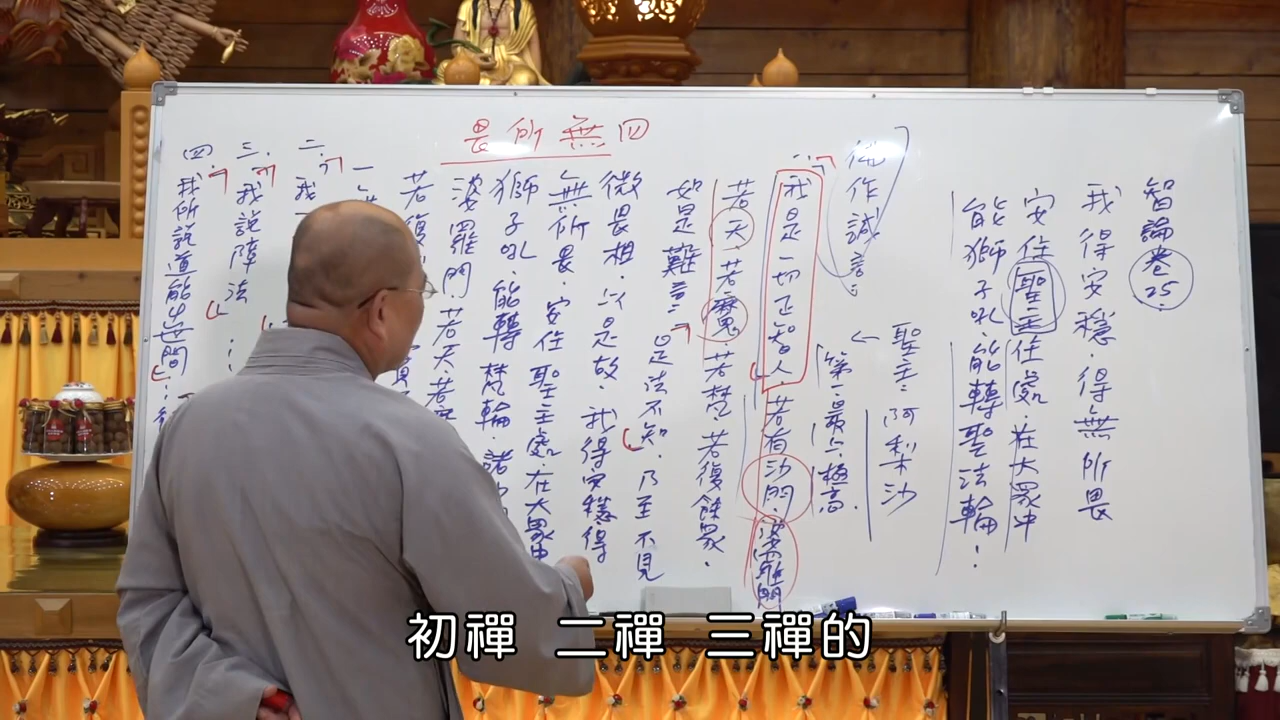 四無所畏
智論卷25.
我得安穩.得無所畏
安住聖主住處.在大眾中
能獅子吼.能轉聖法輪:
聖主:阿梨沙
←第一.最上.極高.
佛作誠言:
我是一切正智人.若有沙門.婆羅門
若天.若魔.若梵.若復餘眾.
如是難言:是法不知.乃至不見
微畏相.以是故.我得安穩得
無所畏.安住聖主處.在大眾中
獅子吼.能轉梵輪.諸
婆羅門.若天.若
若復
一
二.我
三.我說障法
四.我所說道能出世間:
初禪 二禪 三禪的